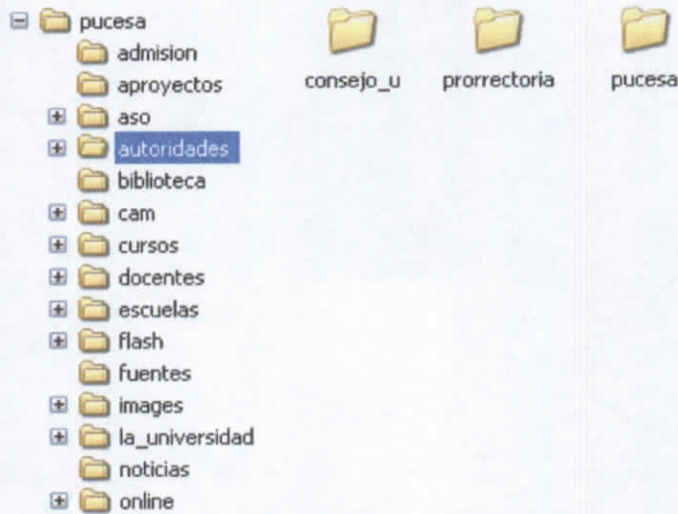 pucesa
admision
aproyectos
aso
autoridades
biblioteca
cam
cursos
docentes
escuelas
flash
fuentes
images
la_universidad
noticias
online
consejo_u prorrectoria pucesa